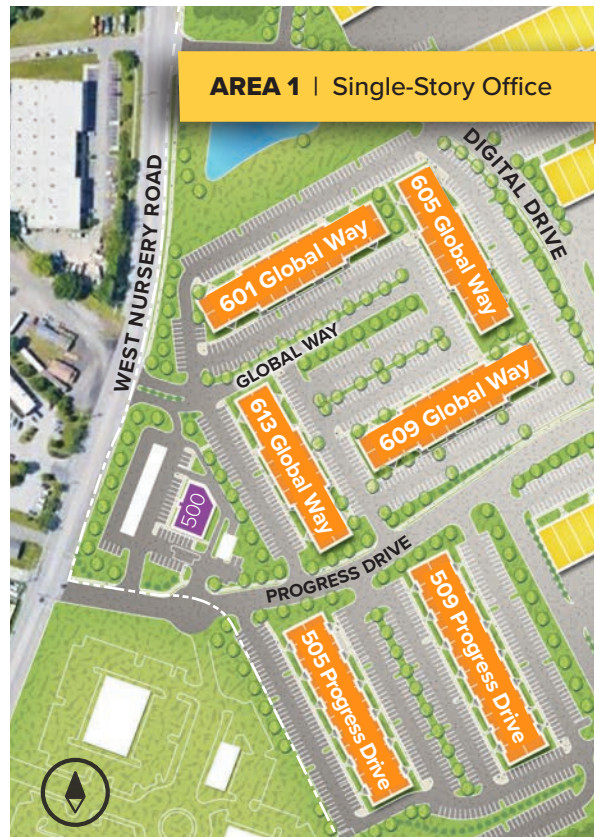 AREA 1 | Single-Story Office
WEST NURSERY ROAD
DIGITAL DRIVE
605 Global Way
601 Global Way
GLOBAL WAY
609 Global Way
613 Global Way
500
PROGRESS DRIVE
509 Progress Drive
505 Progress Drive